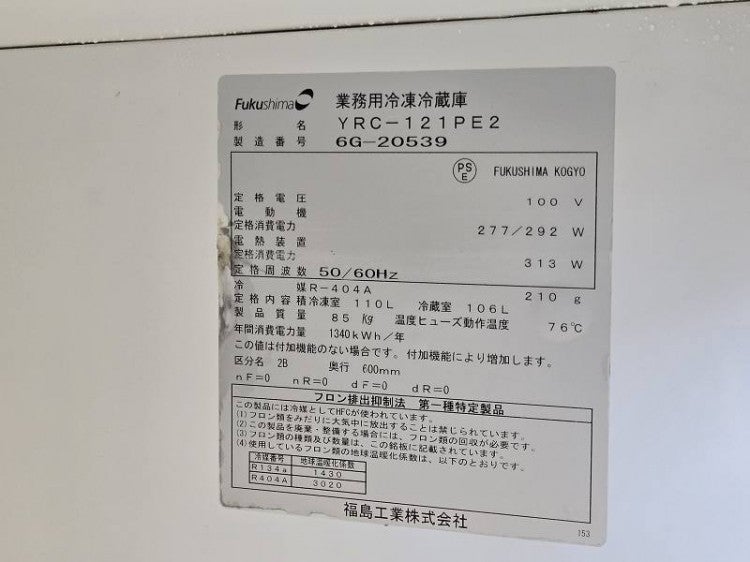 Fukushima 業務用冷凍冷蔵庫
形名 YRC-121PE2
製造番号 6G-20539
PSE FUKUSHIMA KOGYO
定格電圧 100 V
電動機
定格消費電力 277/292 W
電熱装置
定格消費電力 313 W
定格周波数 50/60Hz
冷媒 R-404A 210 g
定格内容積 冷凍室 110L 冷蔵室 106L
製品質量 85 kg 温度ヒューズ動作温度 76℃
年間消費電力量 1340kWh/年
この値は付加機能のない場合です。付加機能により増加します。
区分名 2B 奥行 600mm
nF=0 nR=0 dF=0 dR=0
フロン排出抑制法 第一種特定製品
この製品には冷媒としてHFCが使われています。
(1)フロン類をみだりに大気中に放出することは禁じられています。
(2)この製品を廃棄・整備する場合には、フロン類の回収が必要です。
(3)フロン類の種類及び数量は、この銘板に記載されています。
(4)使用しているフロン類の地球温暖化係数は、以下のとおりです。
冷媒番号 地球温暖化係数
R134a 1430
R404A 3020
福島工業株式会社
153